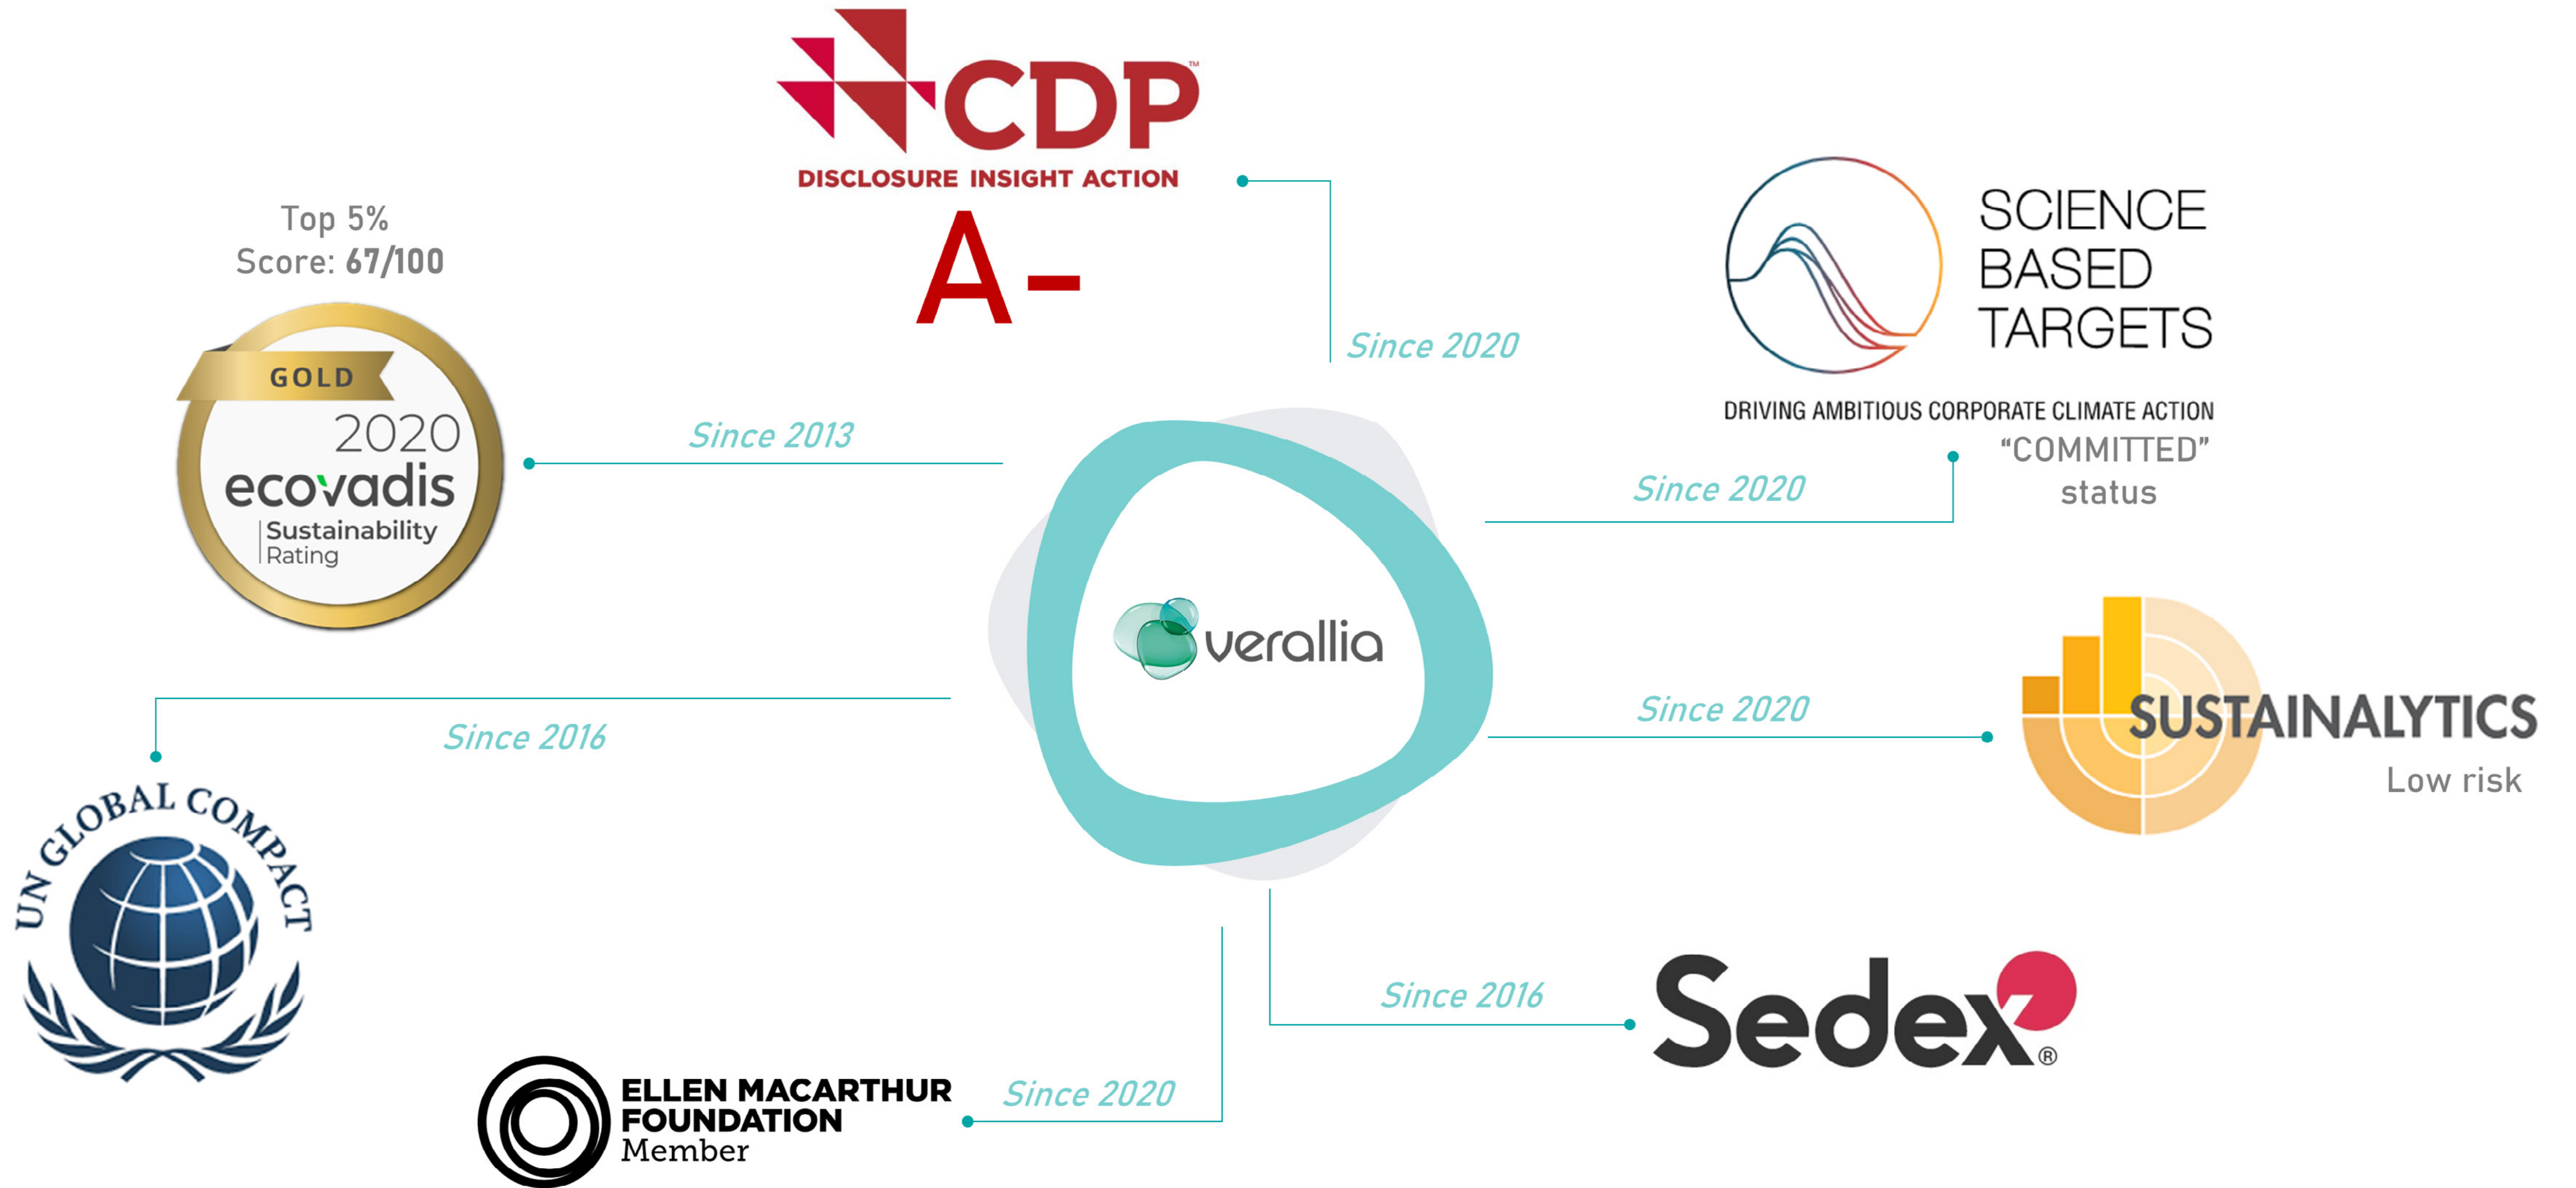 CDP™
DISCLOSURE INSIGHT ACTION
A-
Since 2020
Top 5%
Score: 67/100
GOLD
2020
ecovadis
Sustainability
Rating
Since 2013
SCIENCE
BASED
TARGETS
DRIVING AMBITIOUS CORPORATE CLIMATE ACTION
“COMMITTED”
status
Since 2020
verallia
Since 2020
SUSTAINALYTICS
Low risk
Since 2016
UN GLOBAL COMPACT
Since 2016
Sedex®
ELLEN MACARTHUR
FOUNDATION
Member
Since 2020